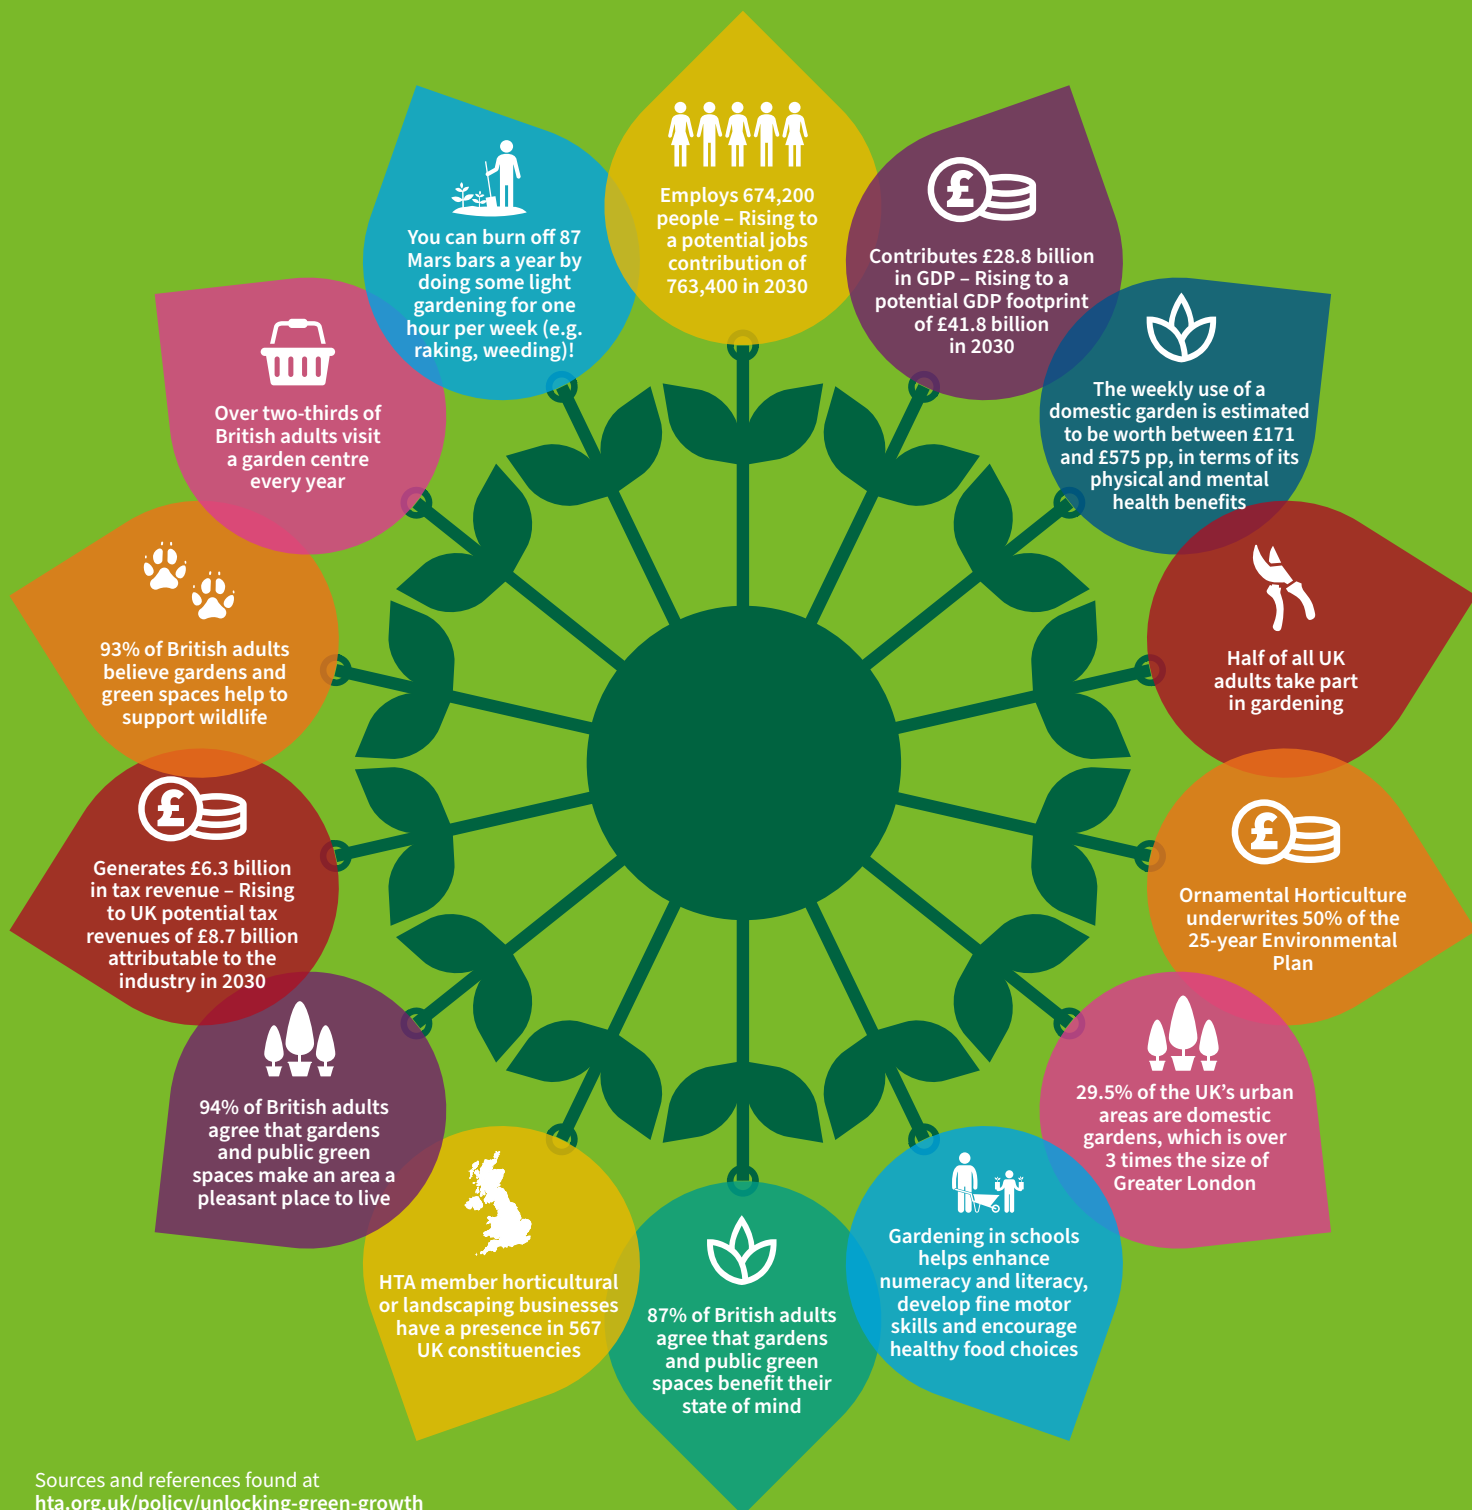 Employs 674,200
people – Rising to
a potential jobs
contribution of
763,400 in 2030
Contributes £28.8 billion
in GDP – Rising to a
potential GDP footprint
of £41.8 billion
in 2030
The weekly use of a
domestic garden is estimated
to be worth between £171
and £575 pp, in terms of its
physical and mental
health benefits
Half of all UK
adults take part
in gardening
Ornamental Horticulture
underwrites 50% of the
25-year Environmental
Plan
29.5% of the UK’s urban
areas are domestic
gardens, which is over
3 times the size of
Greater London
Gardening in schools
helps enhance
numeracy and literacy,
develop fine motor
skills and encourage
healthy food choices
87% of British adults
agree that gardens
and public green
spaces benefit their
state of mind
HTA member horticultural
or landscaping businesses
have a presence in 567
UK constituencies
94% of British adults
agree that gardens
and public green
spaces make an area a
pleasant place to live
Generates £6.3 billion
in tax revenue – Rising
to UK potential tax
revenues of £8.7 billion
attributable to the
industry in 2030
93% of British adults
believe gardens and
green spaces help to
support wildlife
Over two-thirds of
British adults visit
a garden centre
every year
You can burn off 87
Mars bars a year by
doing some light
gardening for one
hour per week (e.g.
raking, weeding)!
£
£
£
Sources and references found at
hta.org.uk/policy/unlocking-green-growth